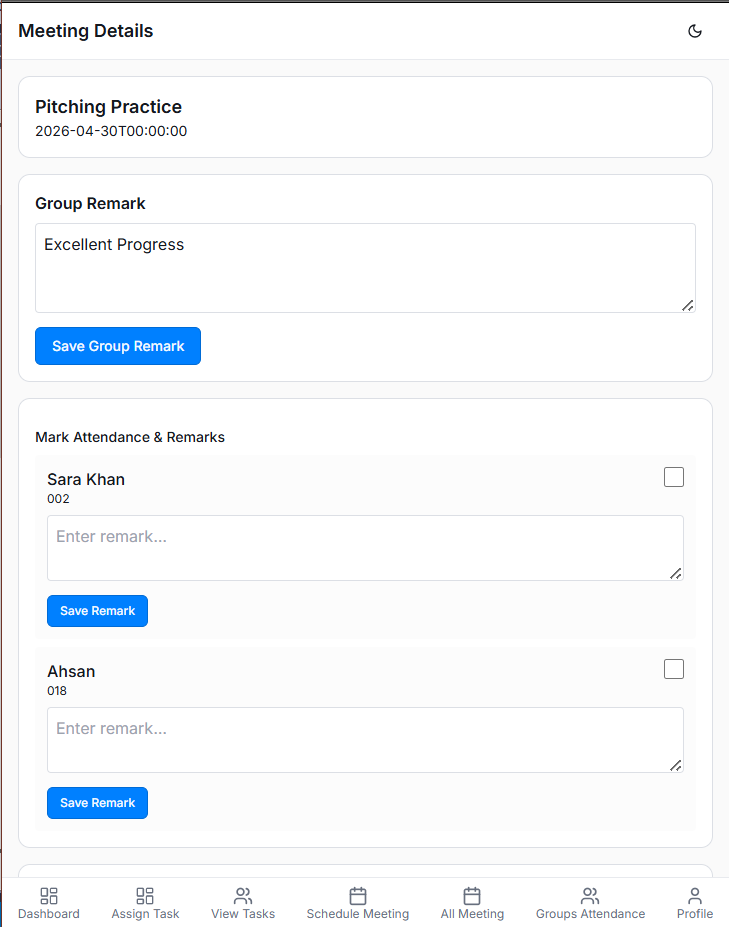 Meeting Details
Pitching Practice
2026-04-30T00:00:00
Group Remark
Excellent Progress
Save Group Remark
Mark Attendance & Remarks
Sara Khan
002
Enter remark...
Save Remark
Ahsan
018
Enter remark...
Save Remark
Dashboard
Assign Task
View Tasks
Schedule Meeting
All Meeting
Groups Attendance
Profile